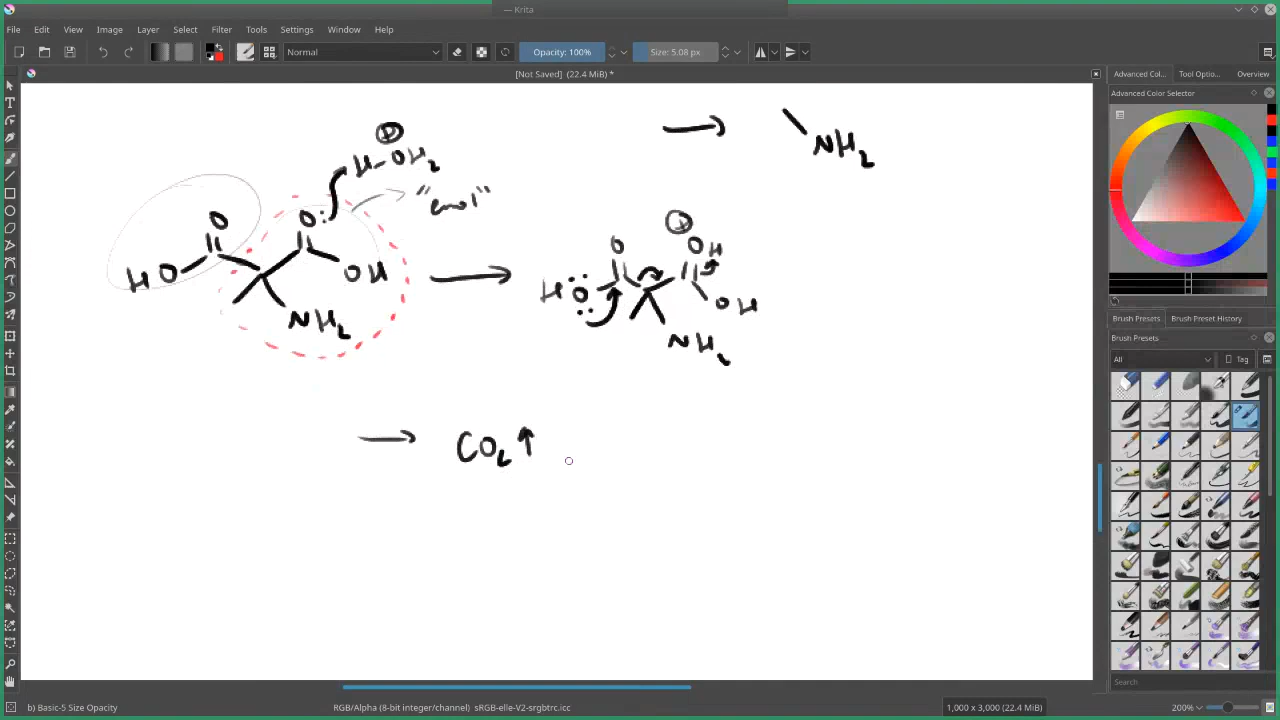 — Krita
File Edit View Image Layer Select Filter Tools Settings Window Help
Normal Opacity: 100% Size: 5.08 px
[Not Saved] (22.4 MiB) *
Advanced Col... Tool Optio... Overview
Advanced Color Selector
NH2
H-OH2
"enol"
O O: O OH
HO OH HO OH
NH2 NH2
→ CO2↑
Brush Presets Brush Preset History
Brush Presets
All Tag
Search
b) Basic-5 Size Opacity RGB/Alpha (8-bit integer/channel) sRGB-elle-V2-srgbtrc.icc 1,000 x 3,000 (22.4 MiB) 200%